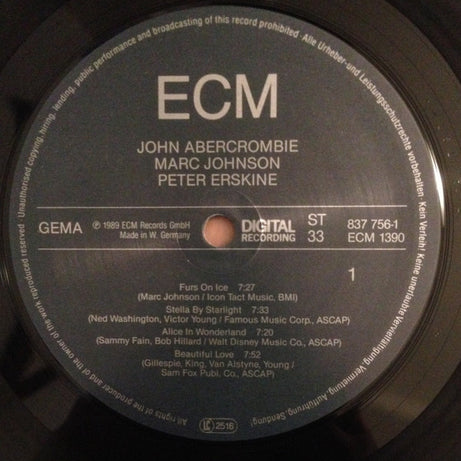 Unauthorised copying, hiring, lending, public performance and broadcasting of this record prohibited · Alle Urheber- und Leistungsschutzrechte vorbehalten · Kein Verleih! Keine unerlaubte Vervielfältigung, Vermietung, Aufführung, Sendung!
ECM
JOHN ABERCROMBIE
MARC JOHNSON
PETER ERSKINE
GEMA
℗ 1989 ECM Records GmbH
Made in W. Germany
DIGITAL
RECORDING
ST
33
837 756-1
ECM 1390
1
Furs On Ice 7:27
(Marc Johnson / Icon Tact Music, BMI)
Stella By Starlight 7:33
(Ned Washington, Victor Young / Famous Music Corp., ASCAP)
Alice In Wonderland 7:20
(Sammy Fain, Bob Hillard / Walt Disney Music Co., ASCAP)
Beautiful Love 7:52
(Gillespie, King, Van Alstyne, Young /
Sam Fox Publ. Co., ASCAP)
All rights of the producer and of the owner of the work reproduced reserved ·
LC 2516